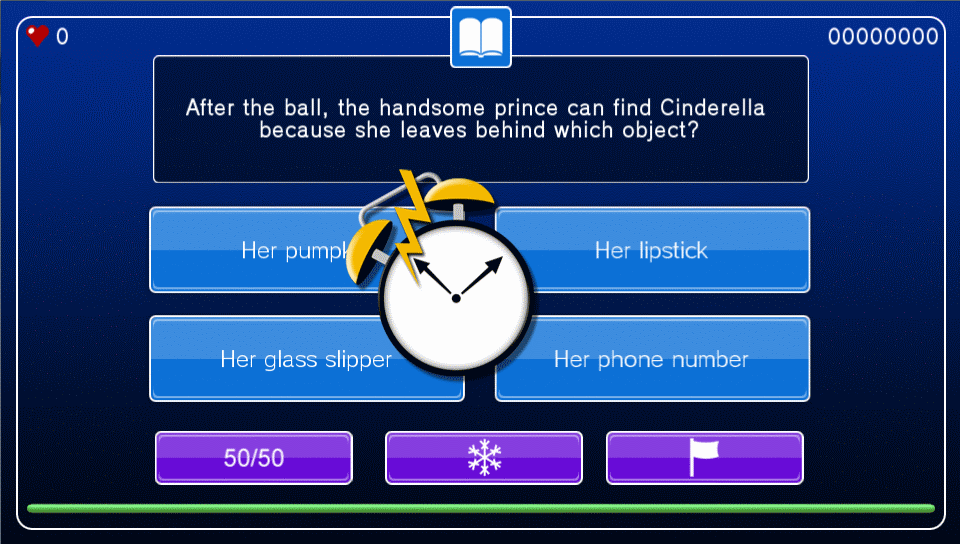 0
00000000
After the ball, the handsome prince can find Cinderella
because she leaves behind which object?
Her
Her lipstick
Her glass slipper
Her phone number
50/50